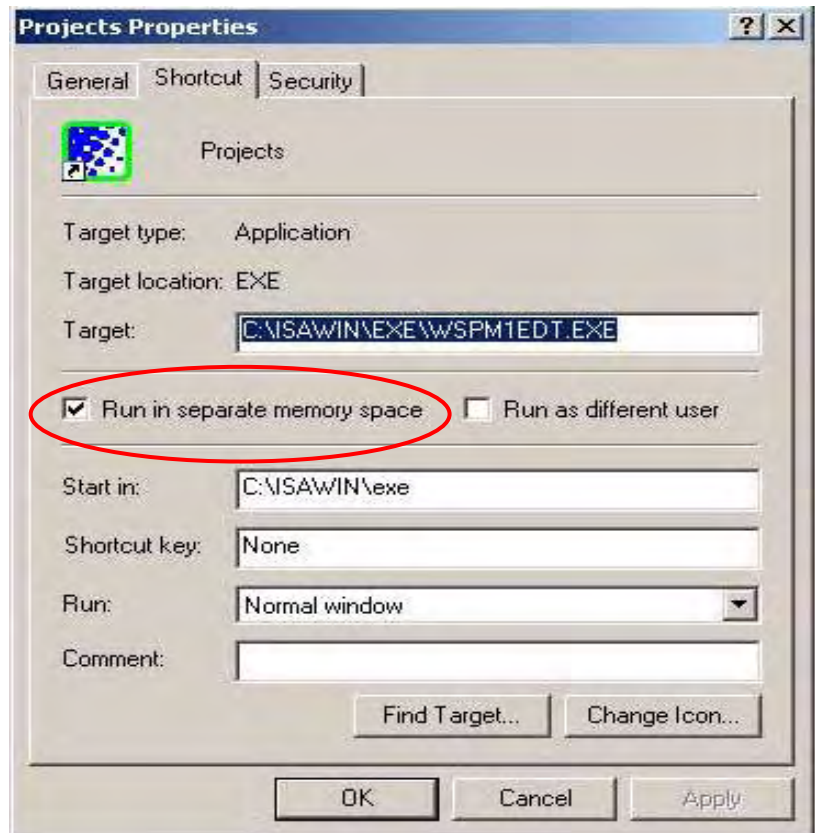 Projects Properties
General Shortcut Security
Projects
Target type: Application
Target location: EXE
Target: C:\ISAWIN\EXE\WSPM1EDT.EXE
Run in separate memory space Run as different user
Start in: C:\ISAWIN\exe
Shortcut key: None
Run: Normal window
Comment:
Find Target... Change Icon...
OK Cancel Apply